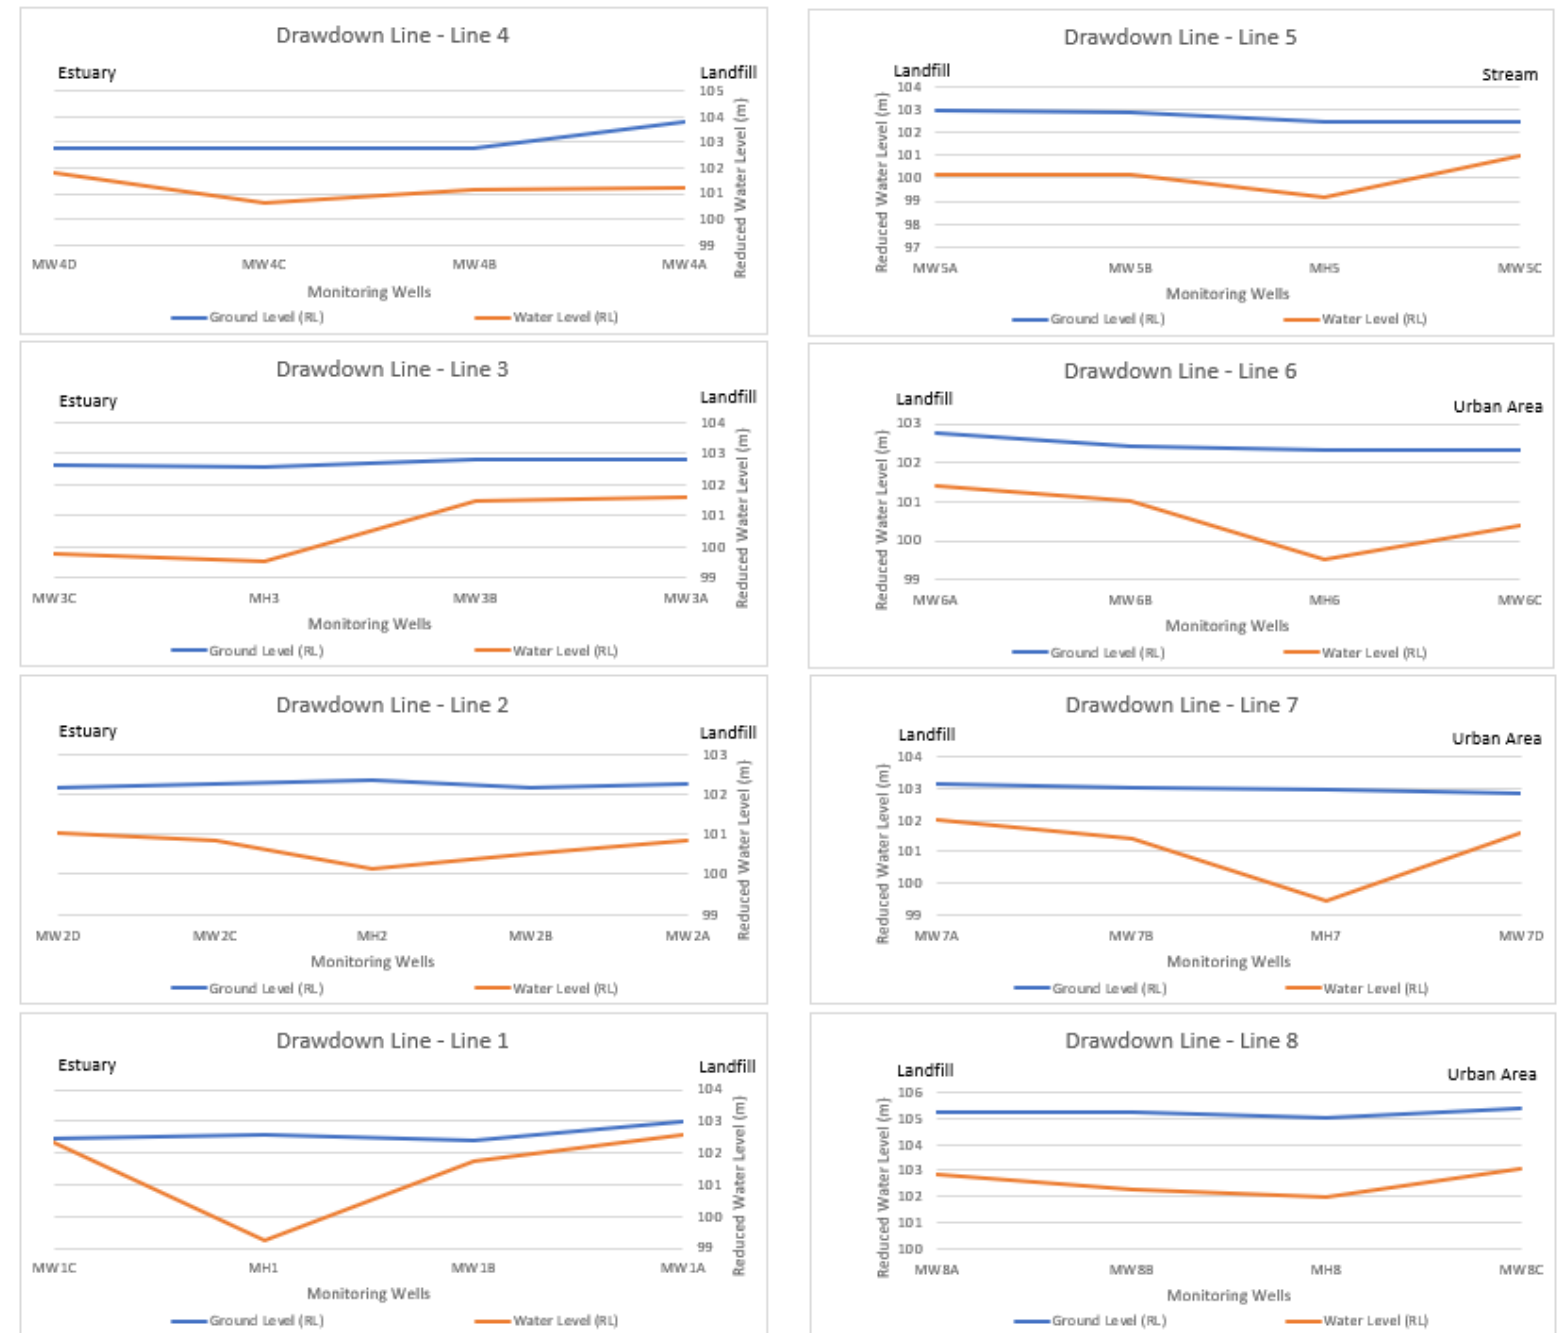 Drawdown Line - Line 4
Estuary
Landfill
105
104
103
102
101
100
99
Reduced Water Level (m)
MW4D MW4C MW4B MW4A
Monitoring Wells
Ground Level (RL) Water Level (RL)
Drawdown Line - Line 5
Landfill
Stream
104
103
102
101
100
99
98
97
Reduced Water Level (m)
MW5A MW5B MH5 MW5C
Monitoring Wells
Ground Level (RL) Water Level (RL)
Drawdown Line - Line 3
Estuary
Landfill
104
103
102
101
100
99
Reduced Water Level (m)
MW3C MH3 MW3B MW3A
Monitoring Wells
Ground Level (RL) Water Level (RL)
Drawdown Line - Line 6
Landfill
Urban Area
103
102
101
100
99
Reduced Water Level (m)
MW6A MW6B MH6 MW6C
Monitoring Wells
Ground Level (RL) Water Level (RL)
Drawdown Line - Line 2
Estuary
Landfill
103
102
101
100
99
Reduced Water Level (m)
MW2D MW2C MH2 MW2B MW2A
Monitoring Wells
Ground Level (RL) Water Level (RL)
Drawdown Line - Line 7
Landfill
Urban Area
104
103
102
101
100
99
Reduced Water Level (m)
MW7A MW7B MH7 MW7D
Monitoring Wells
Ground Level (RL) Water Level (RL)
Drawdown Line - Line 1
Estuary
Landfill
104
103
102
101
100
99
Reduced Water Level (m)
MW1C MH1 MW1B MW1A
Monitoring Wells
Ground Level (RL) Water Level (RL)
Drawdown Line - Line 8
Landfill
Urban Area
106
105
104
103
102
101
100
Reduced Water Level (m)
MW8A MW8B MH8 MW8C
Monitoring Wells
Ground Level (RL) Water Level (RL)